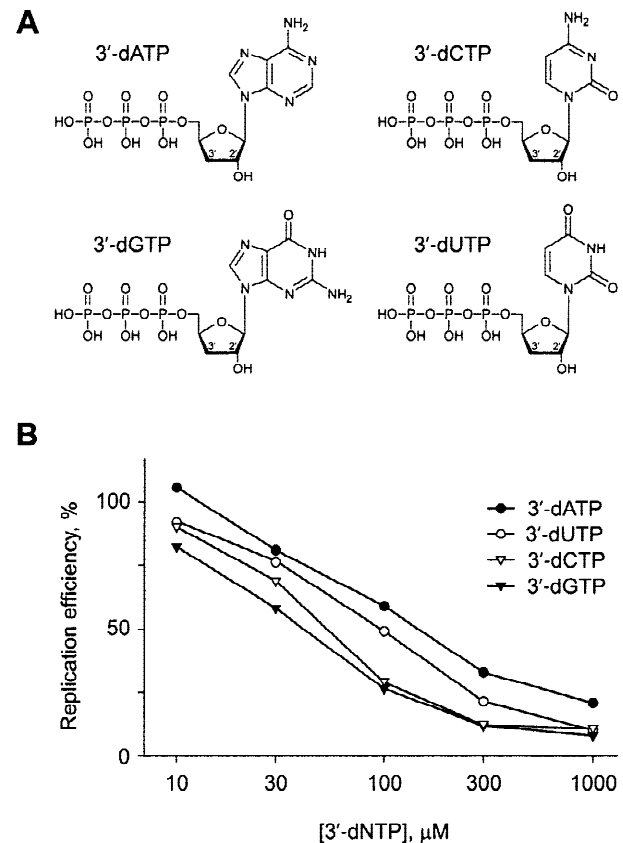 A
3′-dATP
NH₂
N
N
N
N
O
O
O
HO-P-O-P-O-P-O
O
OH
OH
OH
3′
2′
OH
3′-dCTP
NH₂
N
N
O
O
O
O
HO-P-O-P-O-P-O
O
OH
OH
OH
3′
2′
OH
3′-dGTP
O
N
NH
N
N
NH₂
O
O
O
HO-P-O-P-O-P-O
O
OH
OH
OH
3′
2′
OH
3′-dUTP
O
NH
N
O
O
O
O
HO-P-O-P-O-P-O
O
OH
OH
OH
3′
2′
OH
B
Replication efficiency, %
100
50
0
3′-dATP
3′-dUTP
3′-dCTP
3′-dGTP
10 30 100 300 1000
[3′-dNTP], μM